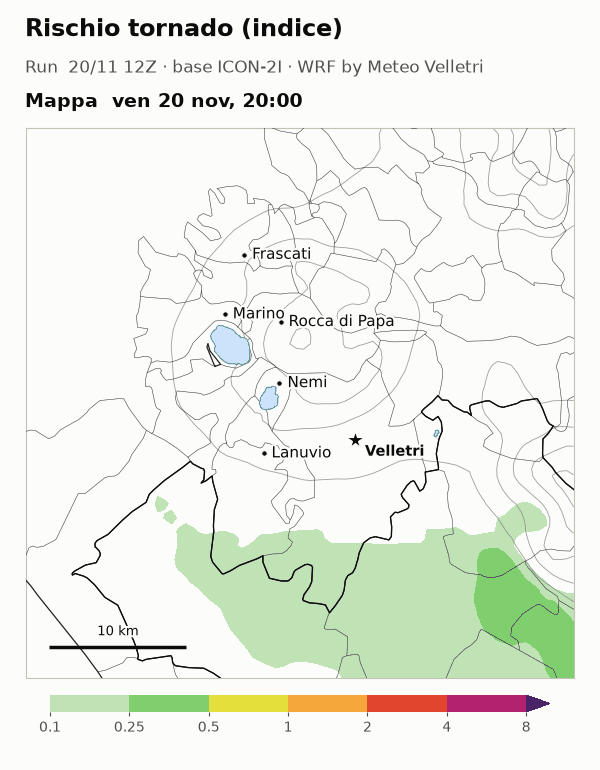 Rischio tornado (indice)
Run  20/11 12Z · base ICON-2I · WRF by Meteo Velletri
Mappa  ven 20 nov, 20:00
Frascati
Marino
Rocca di Papa
Nemi
Velletri
Lanuvio
10 km
0.1 0.25 0.5 1 2 4 8